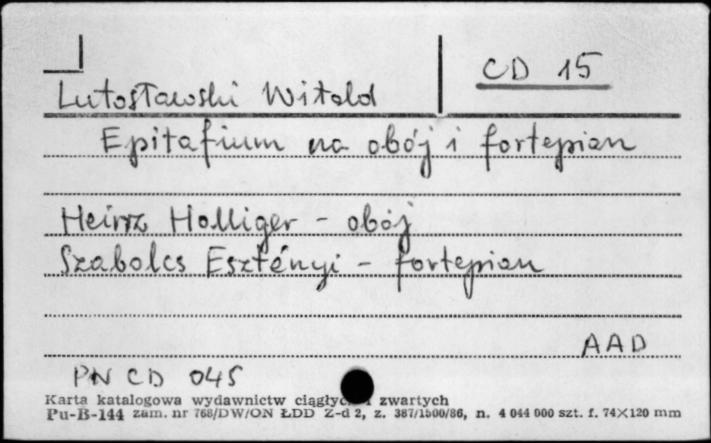 CD 15
Lutosławski Witold
Epitafium na obój i fortepian
Heinz Holliger - obój
Szabolcs Esztényi - fortepian
AAD
PN CD 045
Karta katalogowa wydawnictw ciągłych i zwartych
Pu-B-144 zam. nr 768/DW/ON ŁDD Z-d 2, z. 387/1500/86, n. 4 044 000 szt. f. 74×120 mm